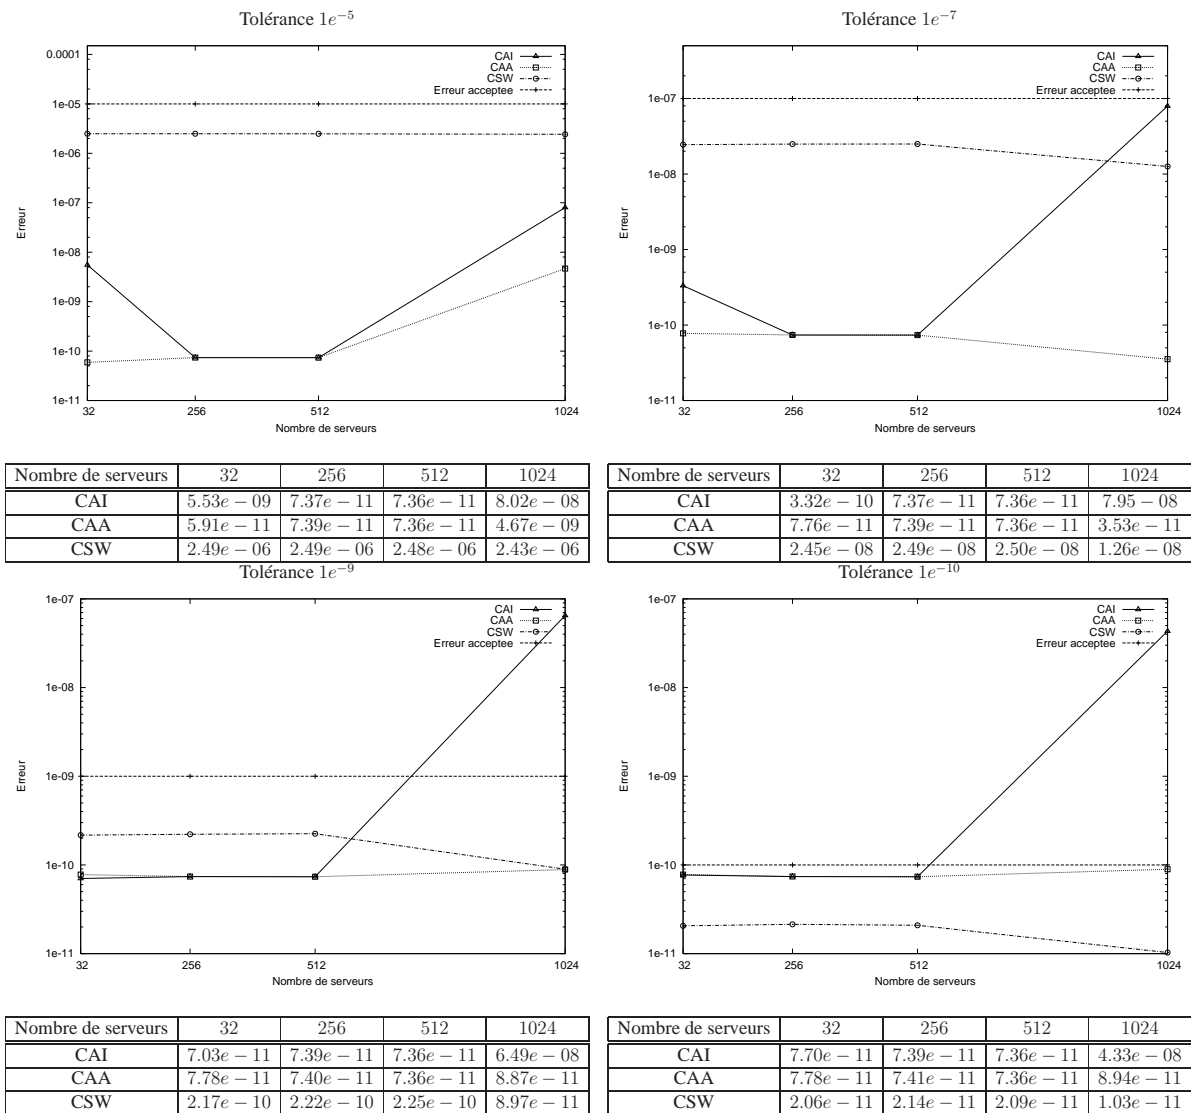 Tolérance 1e⁻⁵
CAI
CAA
CSW
Erreur acceptee
0.0001
1e-05
1e-06
1e-07
1e-08
1e-09
1e-10
1e-11
32 256 512 1024
Erreur
Nombre de serveurs
Nombre de serveurs 32 256 512 1024
CAI 5.53e − 09 7.37e − 11 7.36e − 11 8.02e − 08
CAA 5.91e − 11 7.39e − 11 7.36e − 11 4.67e − 09
CSW 2.49e − 06 2.49e − 06 2.48e − 06 2.43e − 06
Tolérance 1e⁻⁷
CAI
CAA
CSW
Erreur acceptee
1e-07
1e-08
1e-09
1e-10
1e-11
32 256 512 1024
Erreur
Nombre de serveurs
Nombre de serveurs 32 256 512 1024
CAI 3.32e − 10 7.37e − 11 7.36e − 11 7.95 − 08
CAA 7.76e − 11 7.39e − 11 7.36e − 11 3.53e − 11
CSW 2.45e − 08 2.49e − 08 2.50e − 08 1.26e − 08
Tolérance 1e⁻⁹
CAI
CAA
CSW
Erreur acceptee
1e-07
1e-08
1e-09
1e-10
1e-11
32 256 512 1024
Erreur
Nombre de serveurs
Nombre de serveurs 32 256 512 1024
CAI 7.03e − 11 7.39e − 11 7.36e − 11 6.49e − 08
CAA 7.78e − 11 7.40e − 11 7.36e − 11 8.87e − 11
CSW 2.17e − 10 2.22e − 10 2.25e − 10 8.97e − 11
Tolérance 1e⁻¹⁰
CAI
CAA
CSW
Erreur acceptee
1e-07
1e-08
1e-09
1e-10
1e-11
32 256 512 1024
Erreur
Nombre de serveurs
Nombre de serveurs 32 256 512 1024
CAI 7.70e − 11 7.39e − 11 7.36e − 11 4.33e − 08
CAA 7.78e − 11 7.41e − 11 7.36e − 11 8.94e − 11
CSW 2.06e − 11 2.14e − 11 2.09e − 11 1.03e − 11